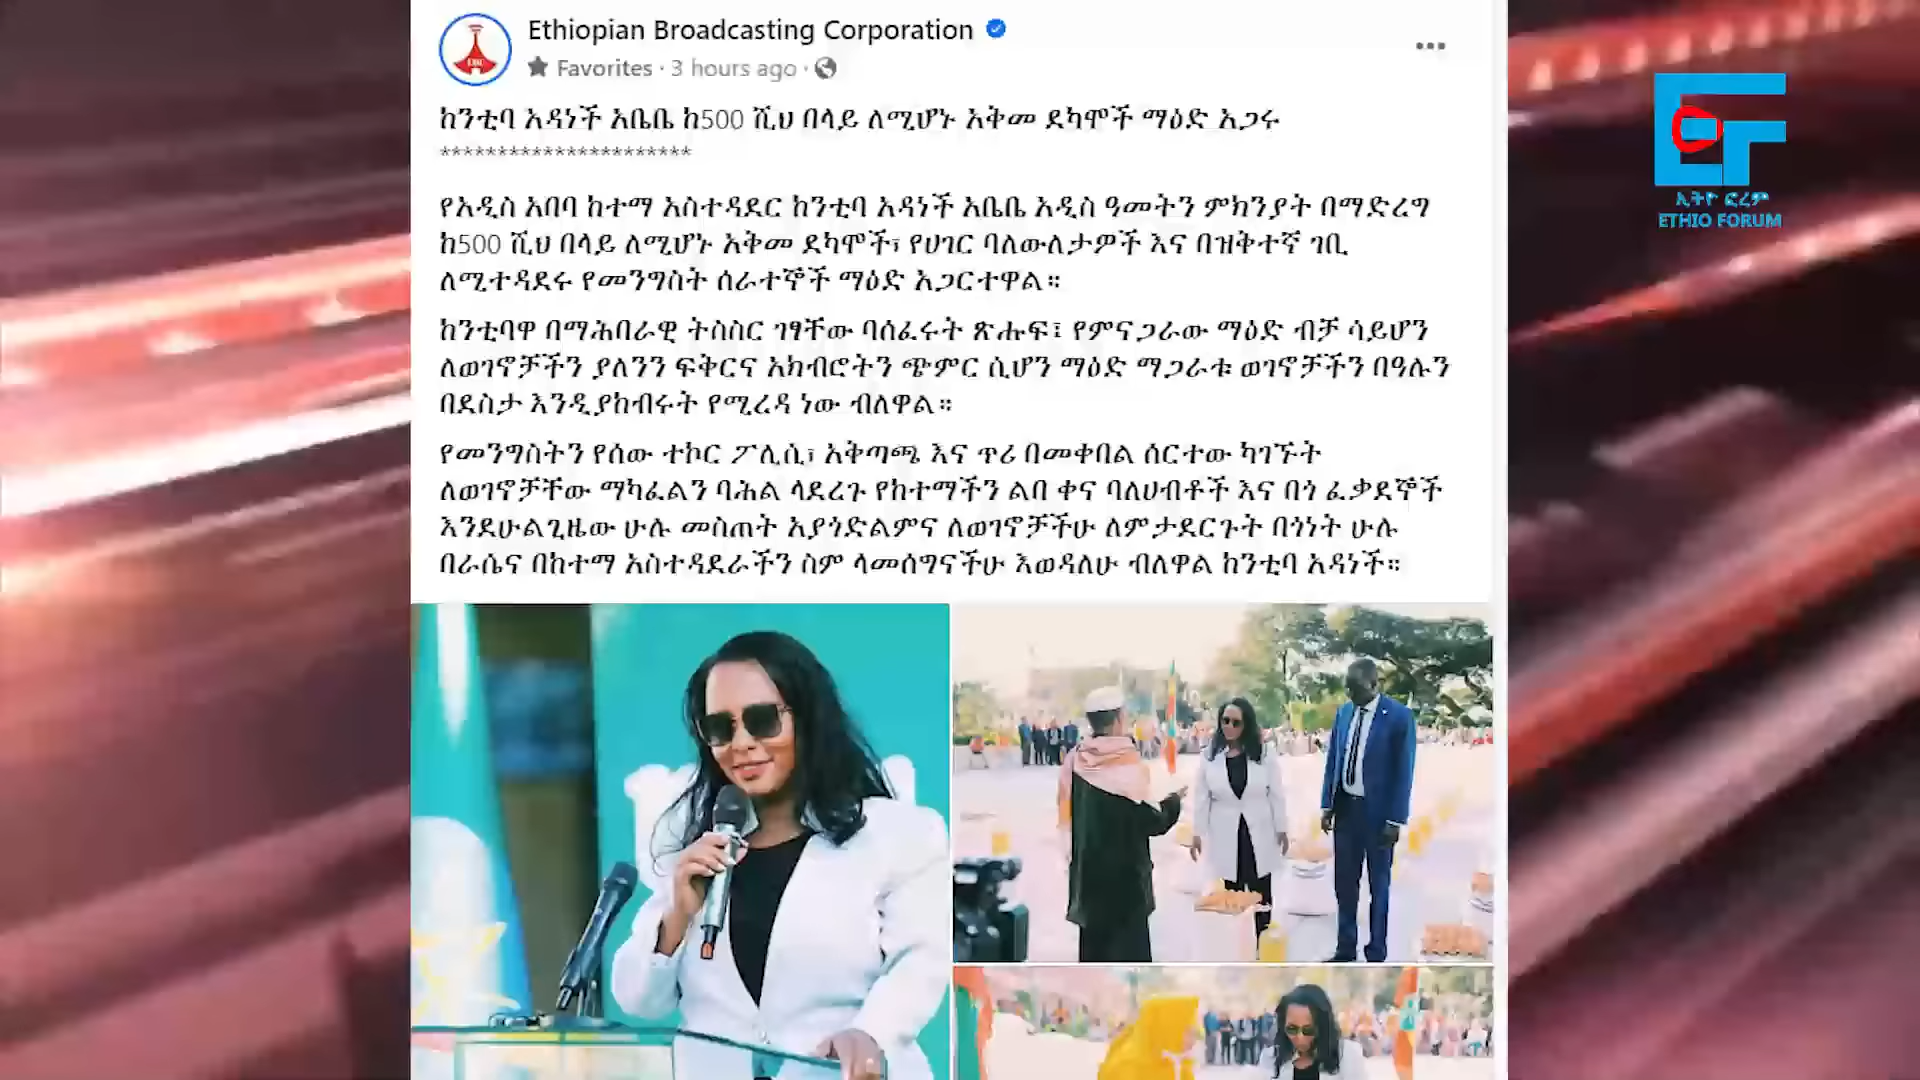 Ethiopian Broadcasting Corporation
Favorites · 3 hours ago ·
ከንቲባ አዳነች አቤቤ ከ500 ሺህ በላይ ለሚሆኑ አቅመ ደካሞች ማዕድ አጋሩ
**********************
የአዲስ አበባ ከተማ አስተዳደር ከንቲባ አዳነች አቤቤ አዲስ ዓመትን ምክንያት በማድረግ
ከ500 ሺህ በላይ ለሚሆኑ አቅመ ደካሞች፣ የሀገር ባለውለታዎች እና በዝቅተኛ ገቢ
ለሚተዳደሩ የመንግስት ሰራተኞች ማዕድ አጋርተዋል።
ከንቲባዋ በማሕበራዊ ትስስር ገፃቸው ባሰፈሩት ጽሑፍ፤ የምናጋራው ማዕድ ብቻ ሳይሆን
ለወገኖቻችን ያለንን ፍቅርና አክብሮትን ጭምር ሲሆን ማዕድ ማጋራቱ ወገኖቻችን በዓሉን
በደስታ እንዲያከብሩት የሚረዳ ነው ብለዋል።
የመንግስትን የሰው ተኮር ፖሊሲ፣ አቅጣጫ እና ጥሪ በመቀበል ሰርተው ካገኙት
ለወገኖቻቸው ማካፈልን ባሕል ላደረጉ የከተማችን ልበ ቀና ባለሀብቶች እና በጎ ፈቃደኞች
እንደሁልጊዜው ሁሉ መስጠት አያጎድልምና ለወገኖቻችሁ ለምታደርጉት በጎነት ሁሉ
በራሴና በከተማ አስተዳደራችን ስም ላመሰግናችሁ እወዳለሁ ብለዋል ከንቲባ አዳነች።
EBC
EF
ኢትዮ ፎረም
ETHIO FORUM